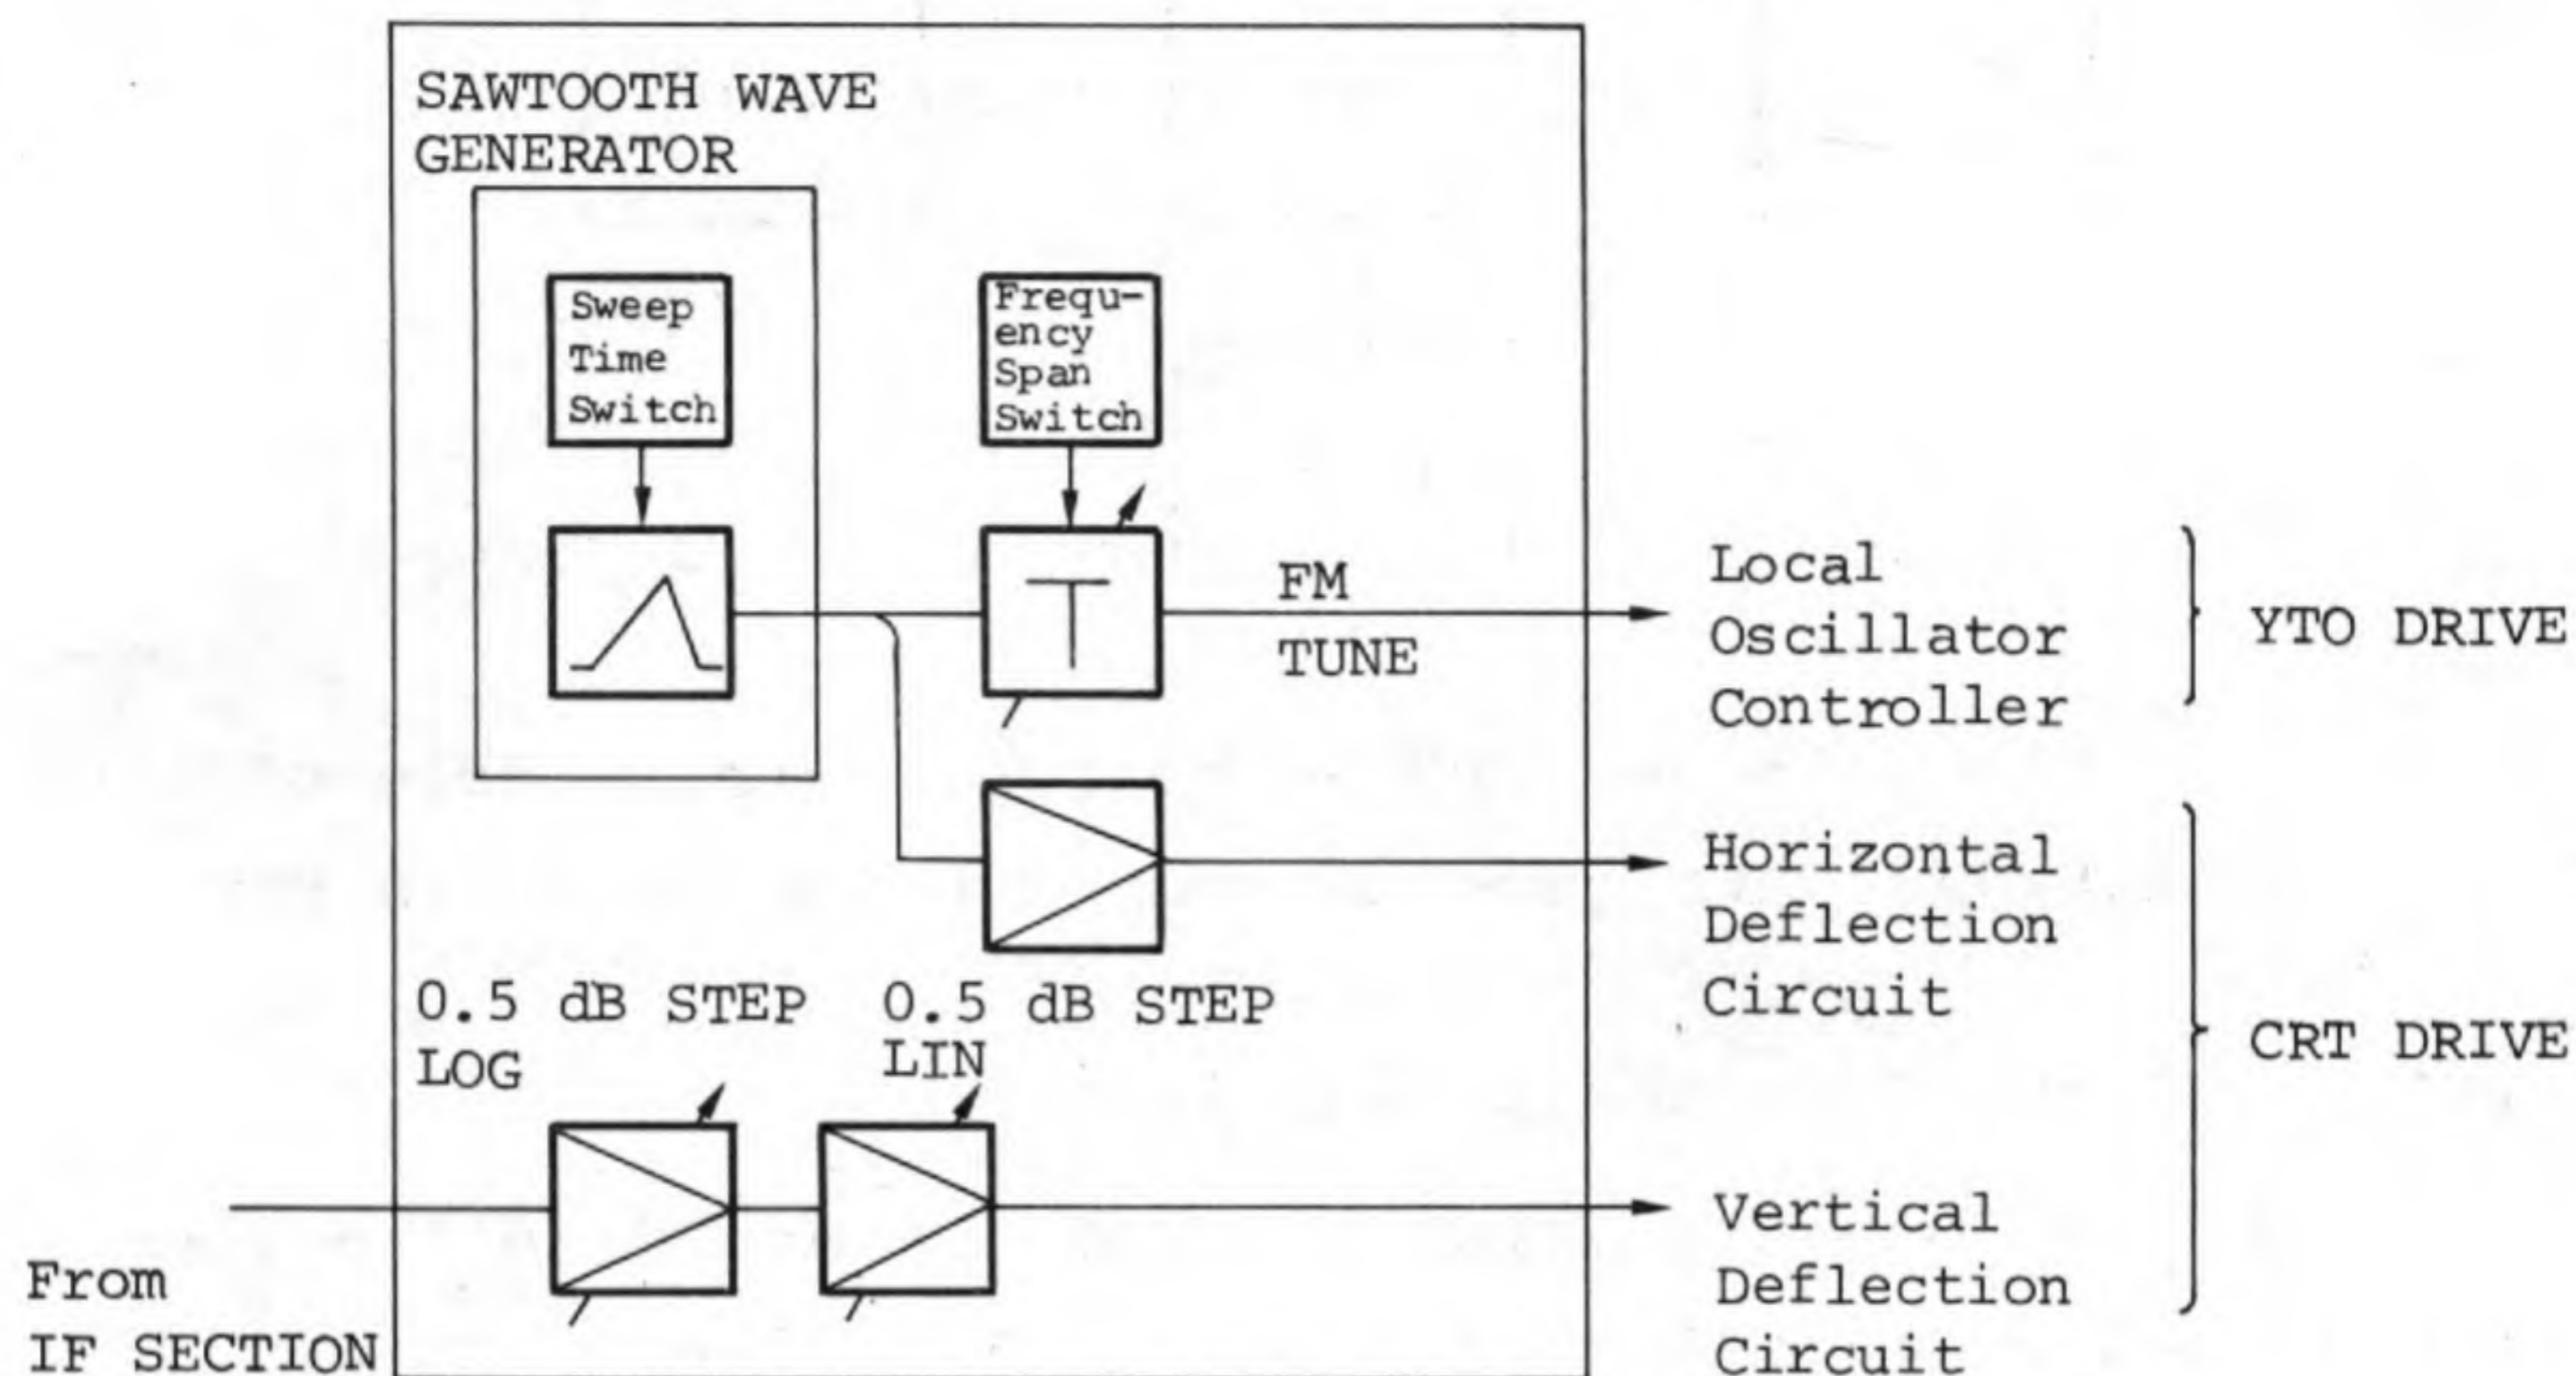 SAWTOOTH WAVE
GENERATOR
Sweep
Time
Switch
Frequ-
ency
Span
Switch
FM
TUNE
Local
Oscillator
Controller
YTO DRIVE
Horizontal
Deflection
Circuit
CRT DRIVE
0.5 dB STEP
LOG
0.5 dB STEP
LIN
From
IF SECTION
Vertical
Deflection
Circuit